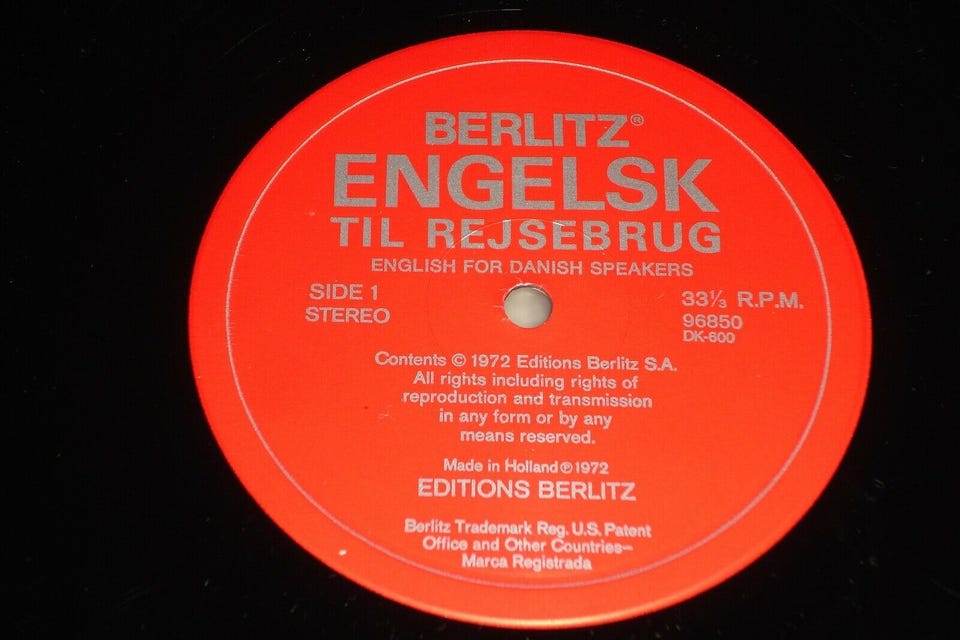 BERLITZ®
ENGELSK
TIL REJSEBRUG
ENGLISH FOR DANISH SPEAKERS
SIDE 1
STEREO
33⅓ R.P.M.
96850
DK-600
Contents © 1972 Editions Berlitz S.A.
All rights including rights of
reproduction and transmission
in any form or by any
means reserved.
Made in Holland ℗ 1972
EDITIONS BERLITZ
Berlitz Trademark Reg. U.S. Patent
Office and Other Countries–
Marca Registrada